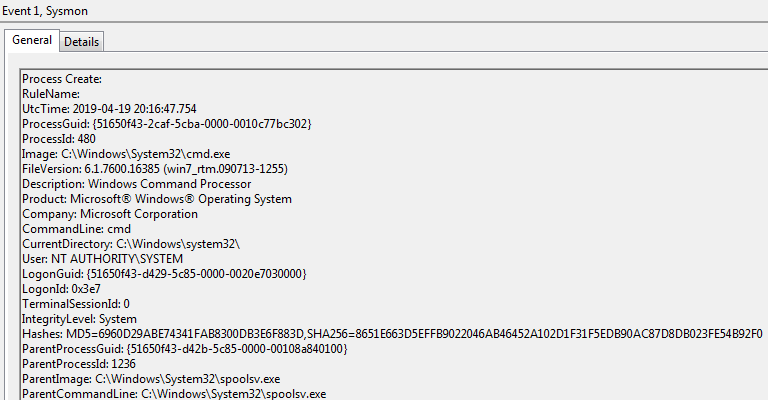 Event 1, Sysmon
General Details
Process Create:
RuleName:
UtcTime: 2019-04-19 20:16:47.754
ProcessGuid: {51650f43-2caf-5cba-0000-0010c77bc302}
ProcessId: 480
Image: C:\Windows\System32\cmd.exe
FileVersion: 6.1.7600.16385 (win7_rtm.090713-1255)
Description: Windows Command Processor
Product: Microsoft® Windows® Operating System
Company: Microsoft Corporation
CommandLine: cmd
CurrentDirectory: C:\Windows\system32\
User: NT AUTHORITY\SYSTEM
LogonGuid: {51650f43-d429-5c85-0000-0020e7030000}
LogonId: 0x3e7
TerminalSessionId: 0
IntegrityLevel: System
Hashes: MD5=6960D29ABE74341FAB8300DB3E6F883D,SHA256=8651E663D5EFFB9022046AB46452A102D1F31F5EDB90AC87D8DB023FE54B92F0
ParentProcessGuid: {51650f43-d42b-5c85-0000-00108a840100}
ParentProcessId: 1236
ParentImage: C:\Windows\System32\spoolsv.exe
ParentCommandLine: C:\Windows\System32\spoolsv.exe